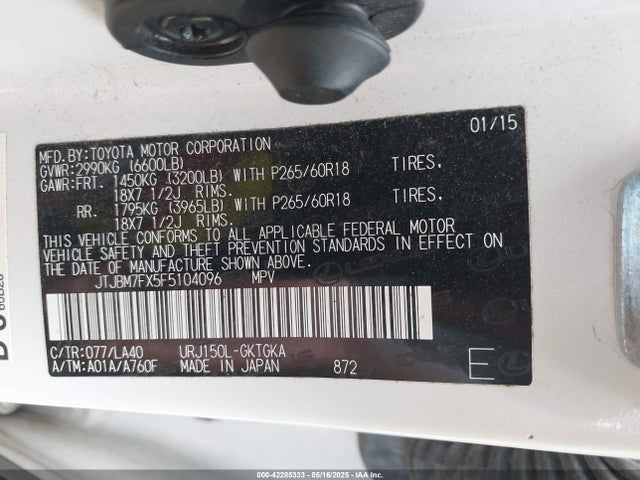 01/15
MFD.BY:TOYOTA MOTOR CORPORATION
GVWR:2990KG (6600LB)
GAWR:FRT. 1450KG (3200LB) WITH P265/60R18 TIRES,
18X7 1/2J RIMS.
RR. 1795KG (3965LB) WITH P265/60R18 TIRES,
18X7 1/2J RIMS.
THIS VEHICLE CONFORMS TO ALL APPLICABLE FEDERAL MOTOR
VEHICLE SAFETY AND THEFT PREVENTION STANDARDS IN EFFECT ON
THE DATE OF MANUFACTURE SHOWN ABOVE.
JTJBM7FX5F5104096 MPV
C/TR:077/LA40 URJ150L-GKTGKA
A/TM:A01A/A760F MADE IN JAPAN 872 E
000-42285333 - 05/16/2025 - IAAI.COM